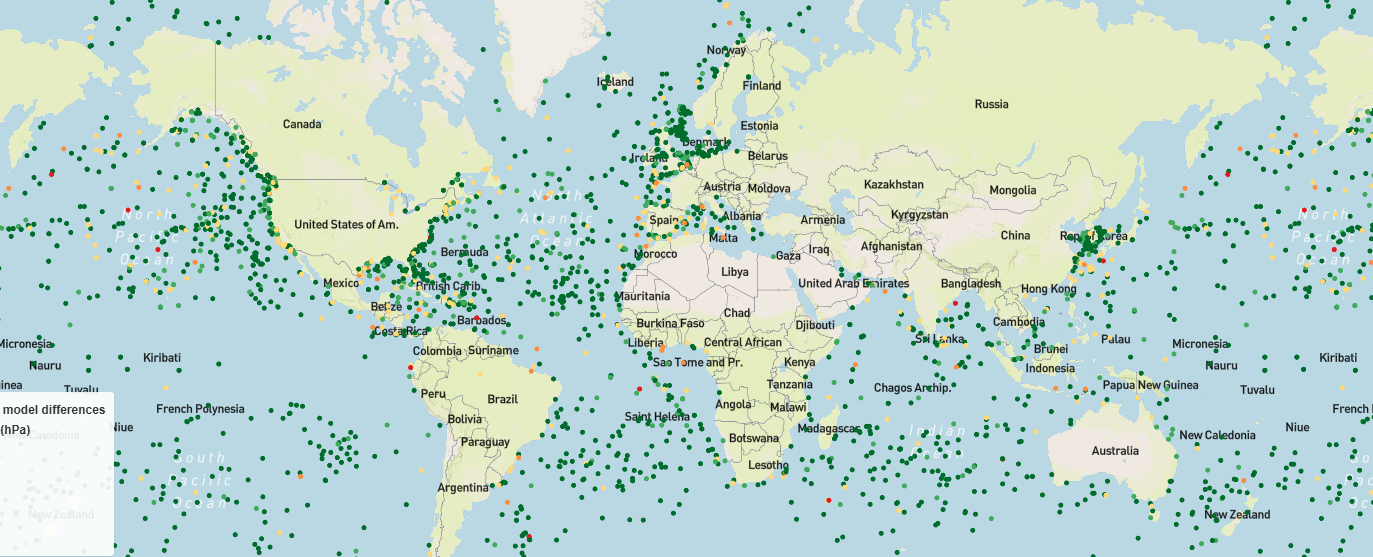 Norway
Iceland
Finland
Russia
Canada
Estonia
Denmark
Ireland
Belarus
Austria
Moldova
Kazakhstan
Mongolia
North
Pacific
Ocean
United States of Am.
North
Atlantic
Ocean
Spain
Albania
Armenia
Kyrgyzstan
China
Rep. of Korea
North
Pacific
Ocean
Malta
Bermuda
Morocco
Gaza
Iraq
Afghanistan
Libya
Mexico
British Carib.
United Arab Emirates
Bangladesh
Hong Kong
Mauritania
Belize
Chad
Barbados
Burkina Faso
Djibouti
Cambodia
Costa Rica
Micronesia
Liberia
Central African
Sri Lanka
Palau
Micronesia
Kiribati
Colombia
Suriname
Brunei
Kiribati
Nauru
Sao Tome and Pr.
Kenya
Indonesia
Nauru
inea
Tuvalu
Peru
Tanzania
Chagos Archip.
Papua New Guinea
Tuvalu
Brazil
model differences
(hPa)
French Polynesia
Angola
Malawi
French
Saint Helena
Bolivia
Niue
Madagascar
Niue
Caledonia
Paraguay
Botswana
Indian
Ocean
New Caledonia
Australia
South
Pacific
Ocean
Lesotho
Argentina
New Zealand
New Zealand